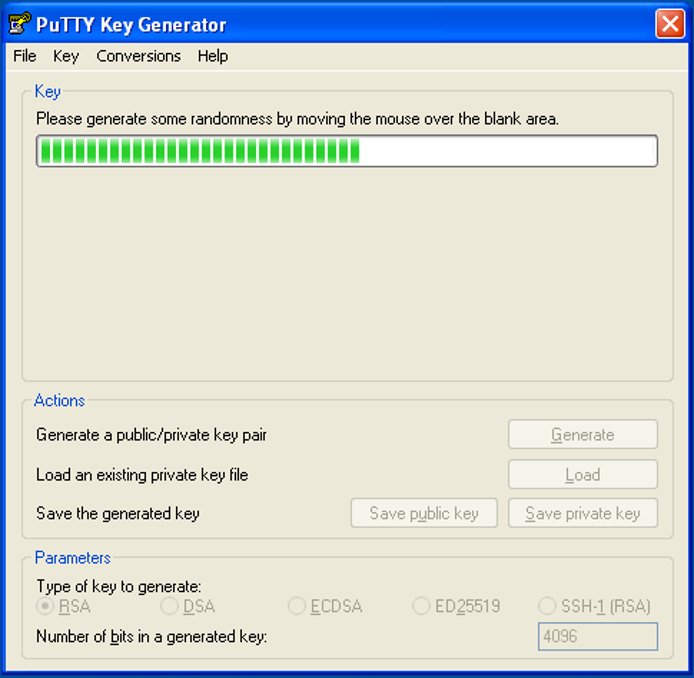 PuTTY Key Generator
File Key Conversions Help
Key
Please generate some randomness by moving the mouse over the blank area.
Actions
Generate a public/private key pair
Generate
Load an existing private key file
Load
Save the generated key
Save public key
Save private key
Parameters
Type of key to generate:
RSA DSA ECDSA ED25519 SSH-1 (RSA)
Number of bits in a generated key:
4096